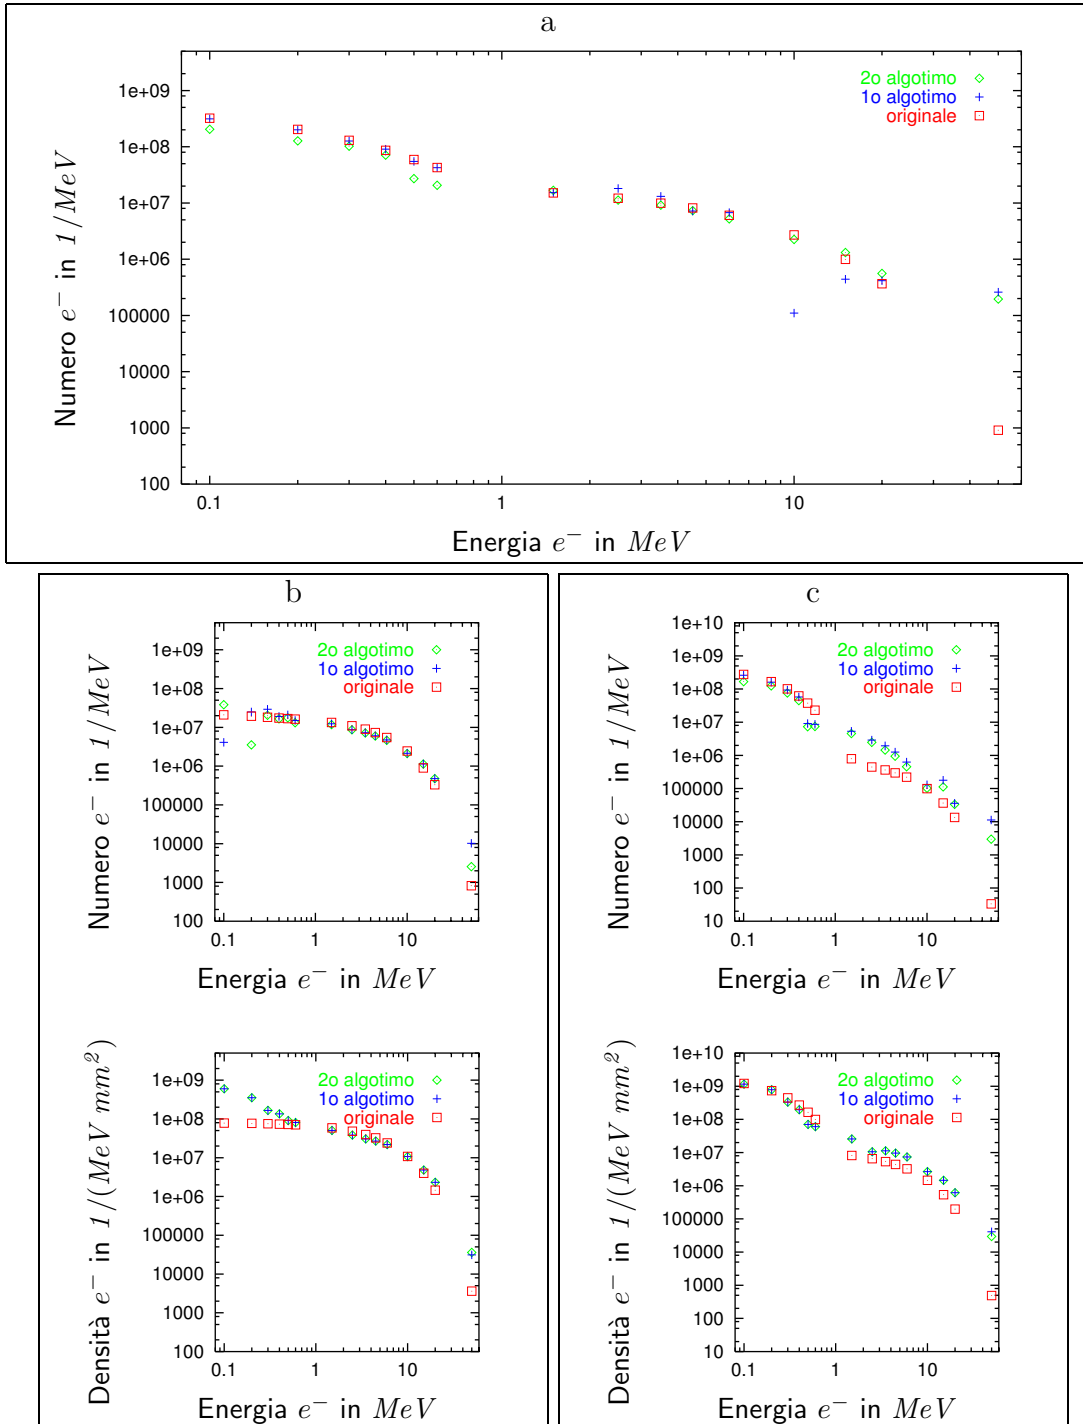 a
1e+09
1e+08
1e+07
1e+06
100000
10000
1000
100
0.1
1
10
2o algotimo
1o algotimo
originale
Numero e⁻ in 1/MeV
Energia e⁻ in MeV
b
1e+09
1e+08
1e+07
1e+06
100000
10000
1000
100
0.1
1
10
2o algotimo
1o algotimo
originale
Numero e⁻ in 1/MeV
Energia e⁻ in MeV
1e+09
1e+08
1e+07
1e+06
100000
10000
1000
100
0.1
1
10
2o algotimo
1o algotimo
originale
Densità e⁻ in 1/(MeV mm²)
Energia e⁻ in MeV
c
1e+10
1e+09
1e+08
1e+07
1e+06
100000
10000
1000
100
10
0.1
1
10
2o algotimo
1o algotimo
originale
Numero e⁻ in 1/MeV
Energia e⁻ in MeV
1e+10
1e+09
1e+08
1e+07
1e+06
100000
10000
1000
100
10
0.1
1
10
2o algotimo
1o algotimo
originale
Densità e⁻ in 1/(MeV mm²)
Energia e⁻ in MeV